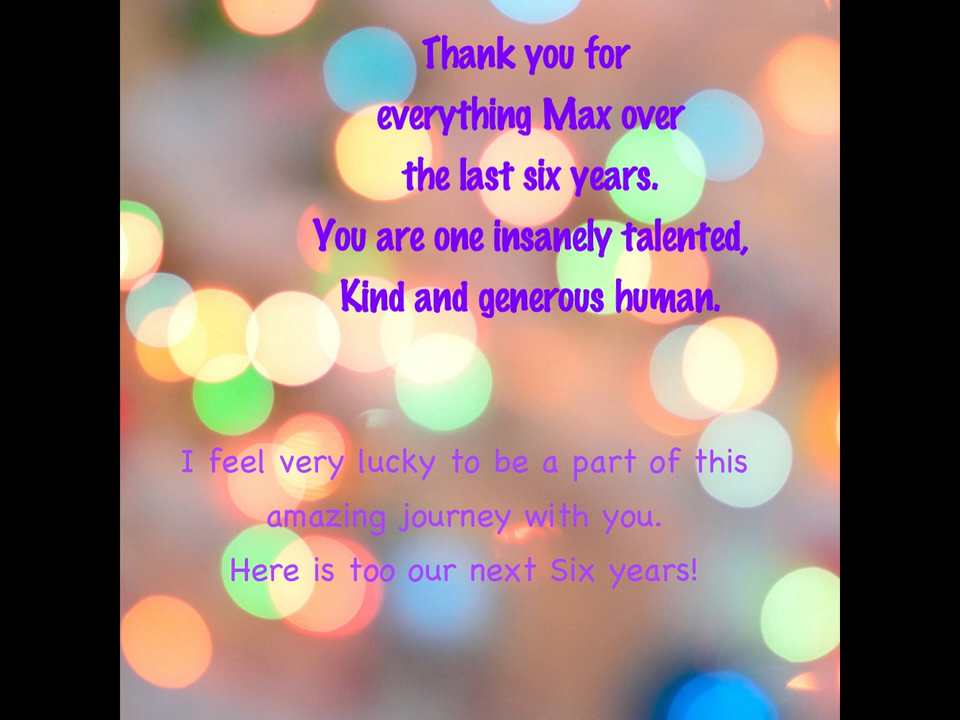 Thank you for
everything Max over
the last six years.
You are one insanely talented,
Kind and generous human.
I feel very lucky to be a part of this
amazing journey with you.
Here is too our next Six years!